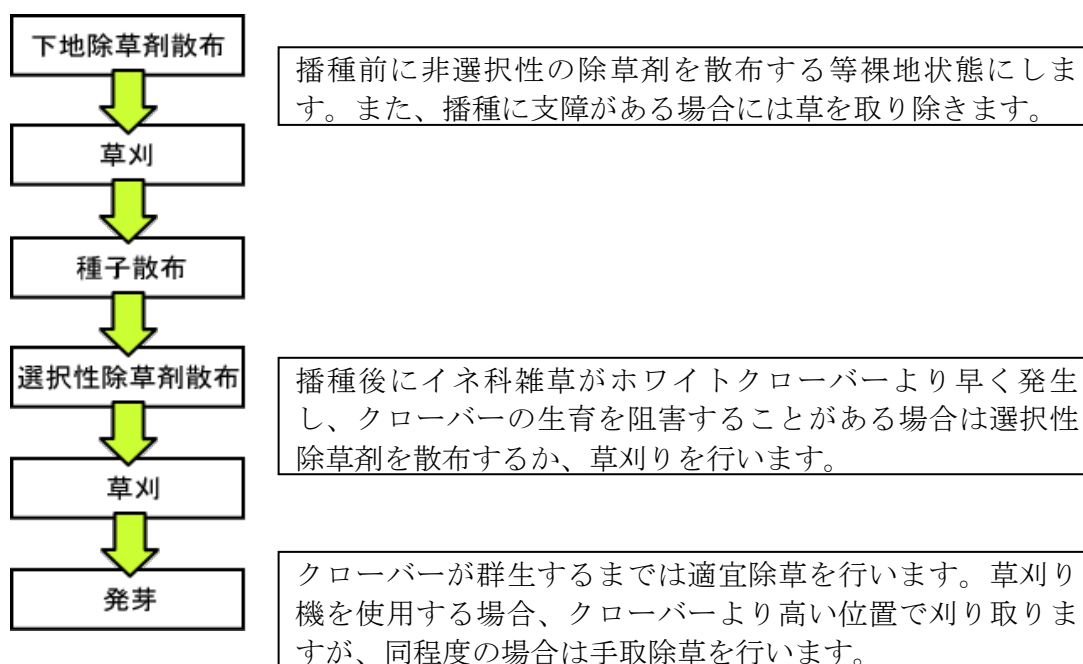 下地除草剤散布
播種前に非選択性の除草剤を散布する等裸地状態にしま
す。また、播種に支障がある場合には草を取り除きます。
草刈
種子散布
選択性除草剤散布
播種後にイネ科雑草がホワイトクローバーより早く発生
し、クローバーの生育を阻害することがある場合は選択性
除草剤を散布するか、草刈りを行います。
草刈
発芽
クローバーが群生するまでは適宜除草を行います。草刈り
機を使用する場合、クローバーより高い位置で刈り取りま
すが、同程度の場合は手取除草を行います。